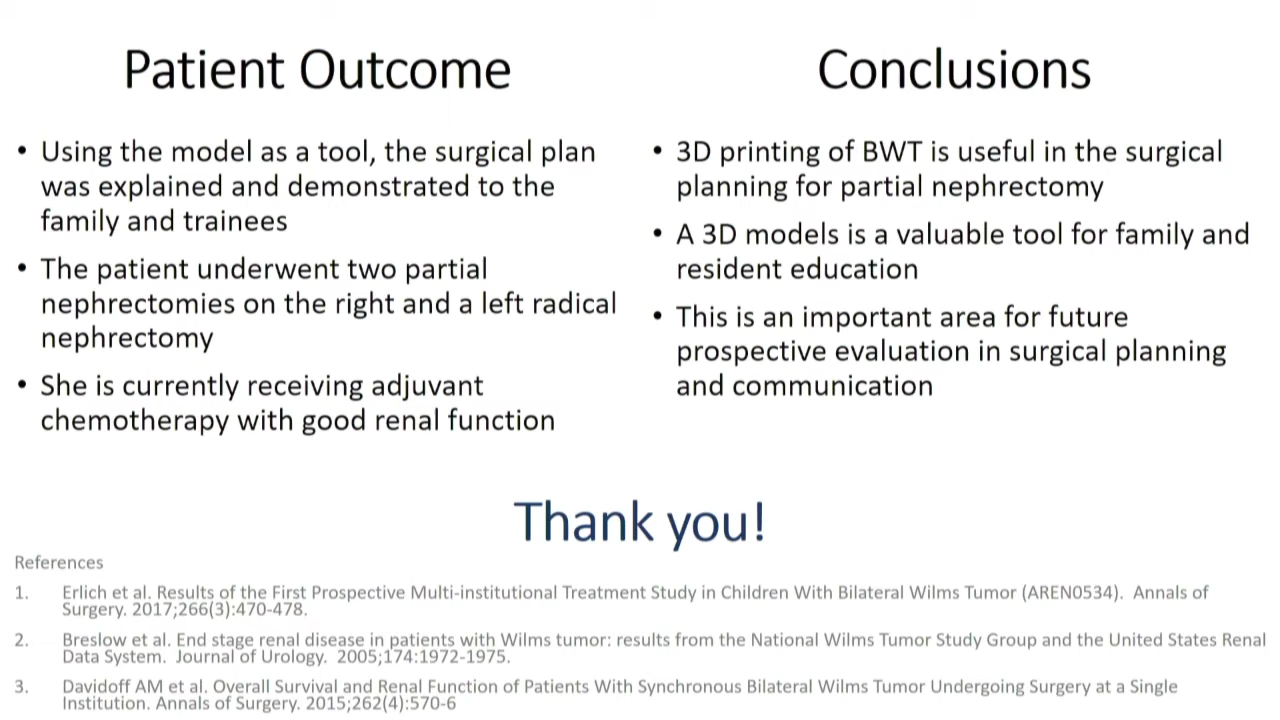 Patient Outcome
• Using the model as a tool, the surgical plan
was explained and demonstrated to the
family and trainees
• The patient underwent two partial
nephrectomies on the right and a left radical
nephrectomy
• She is currently receiving adjuvant
chemotherapy with good renal function
Conclusions
• 3D printing of BWT is useful in the surgical
planning for partial nephrectomy
• A 3D models is a valuable tool for family and
resident education
• This is an important area for future
prospective evaluation in surgical planning
and communication
Thank you!
References
1. Erlich et al. Results of the First Prospective Multi-institutional Treatment Study in Children With Bilateral Wilms Tumor (AREN0534). Annals of
Surgery. 2017;266(3):470-478.
2. Breslow et al. End stage renal disease in patients with Wilms tumor: results from the National Wilms Tumor Study Group and the United States Renal
Data System. Journal of Urology. 2005;174:1972-1975.
3. Davidoff AM et al. Overall Survival and Renal Function of Patients With Synchronous Bilateral Wilms Tumor Undergoing Surgery at a Single
Institution. Annals of Surgery. 2015;262(4):570-6